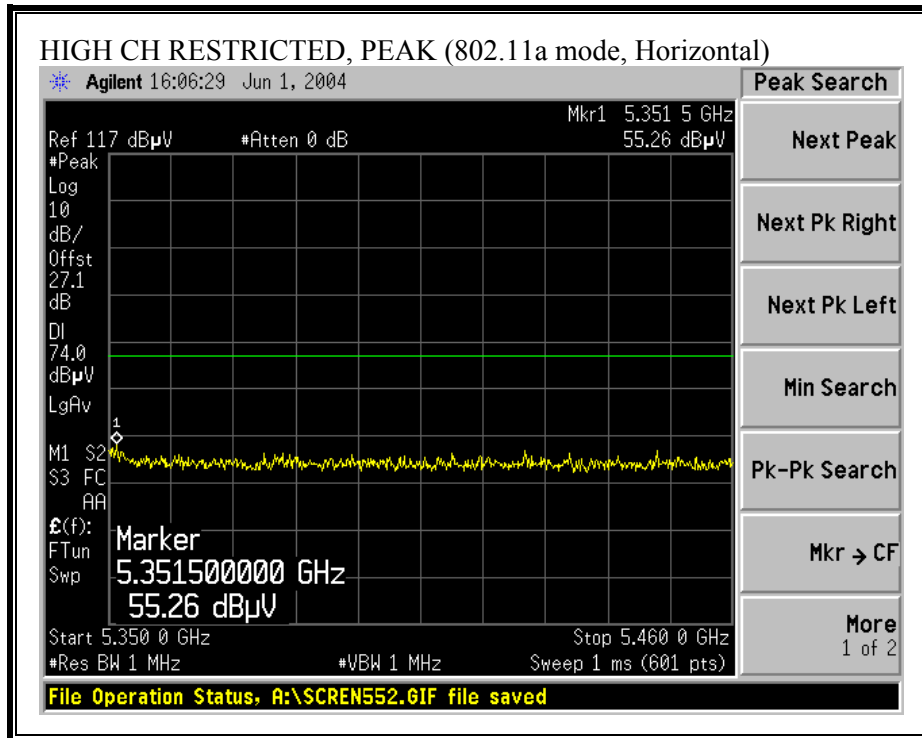 HIGH CH RESTRICTED, PEAK (802.11a mode, Horizontal)
Agilent 16:06:29 Jun 1, 2004
Peak Search
Mkr1 5.351 5 GHz
Ref 117 dBµV #Atten 0 dB 55.26 dBµV
#Peak
Log
10
dB/
Offst
27.1
dB
DI
74.0
dBµV
LgAv
1
M1 S2
S3 FC
AA
£(f):
FTun
Swp
Marker
5.351500000 GHz
55.26 dBµV
Start 5.350 0 GHz Stop 5.460 0 GHz
#Res BW 1 MHz #VBW 1 MHz Sweep 1 ms (601 pts)
Next Peak
Next Pk Right
Next Pk Left
Min Search
Pk-Pk Search
Mkr → CF
More
1 of 2
File Operation Status, A:\SCREN552.GIF file saved